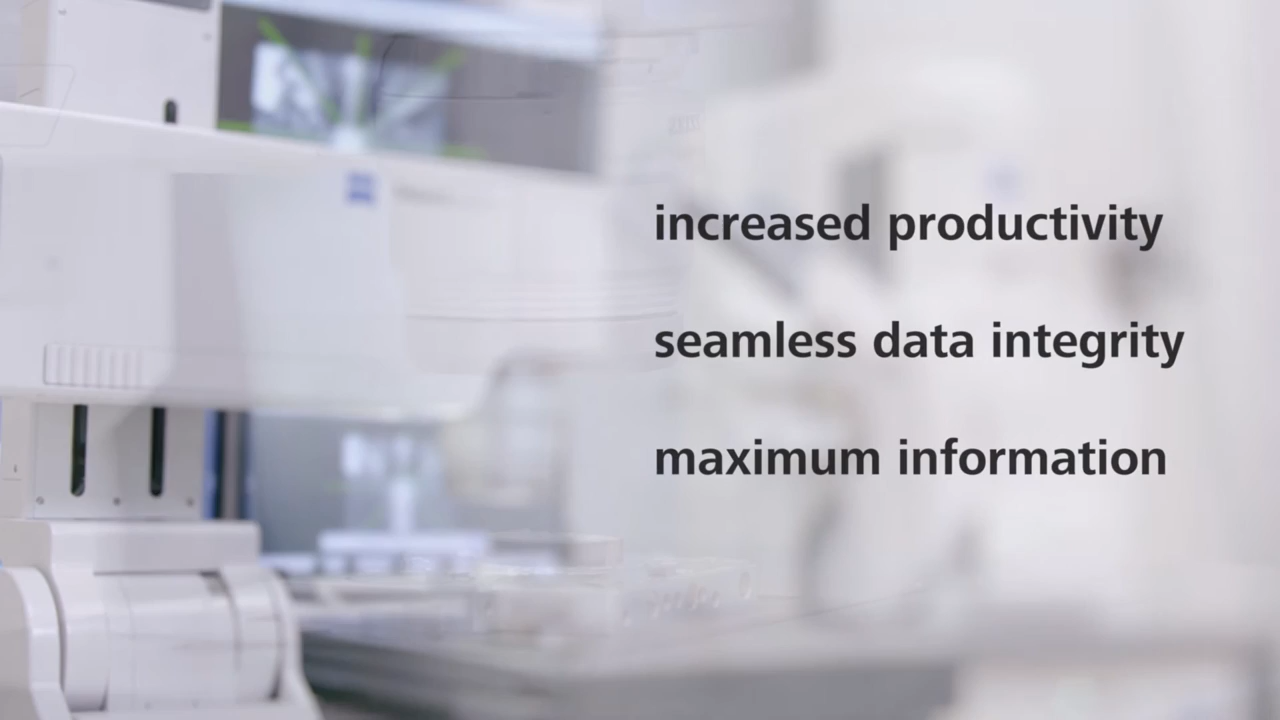 increased productivity
seamless data integrity
maximum information